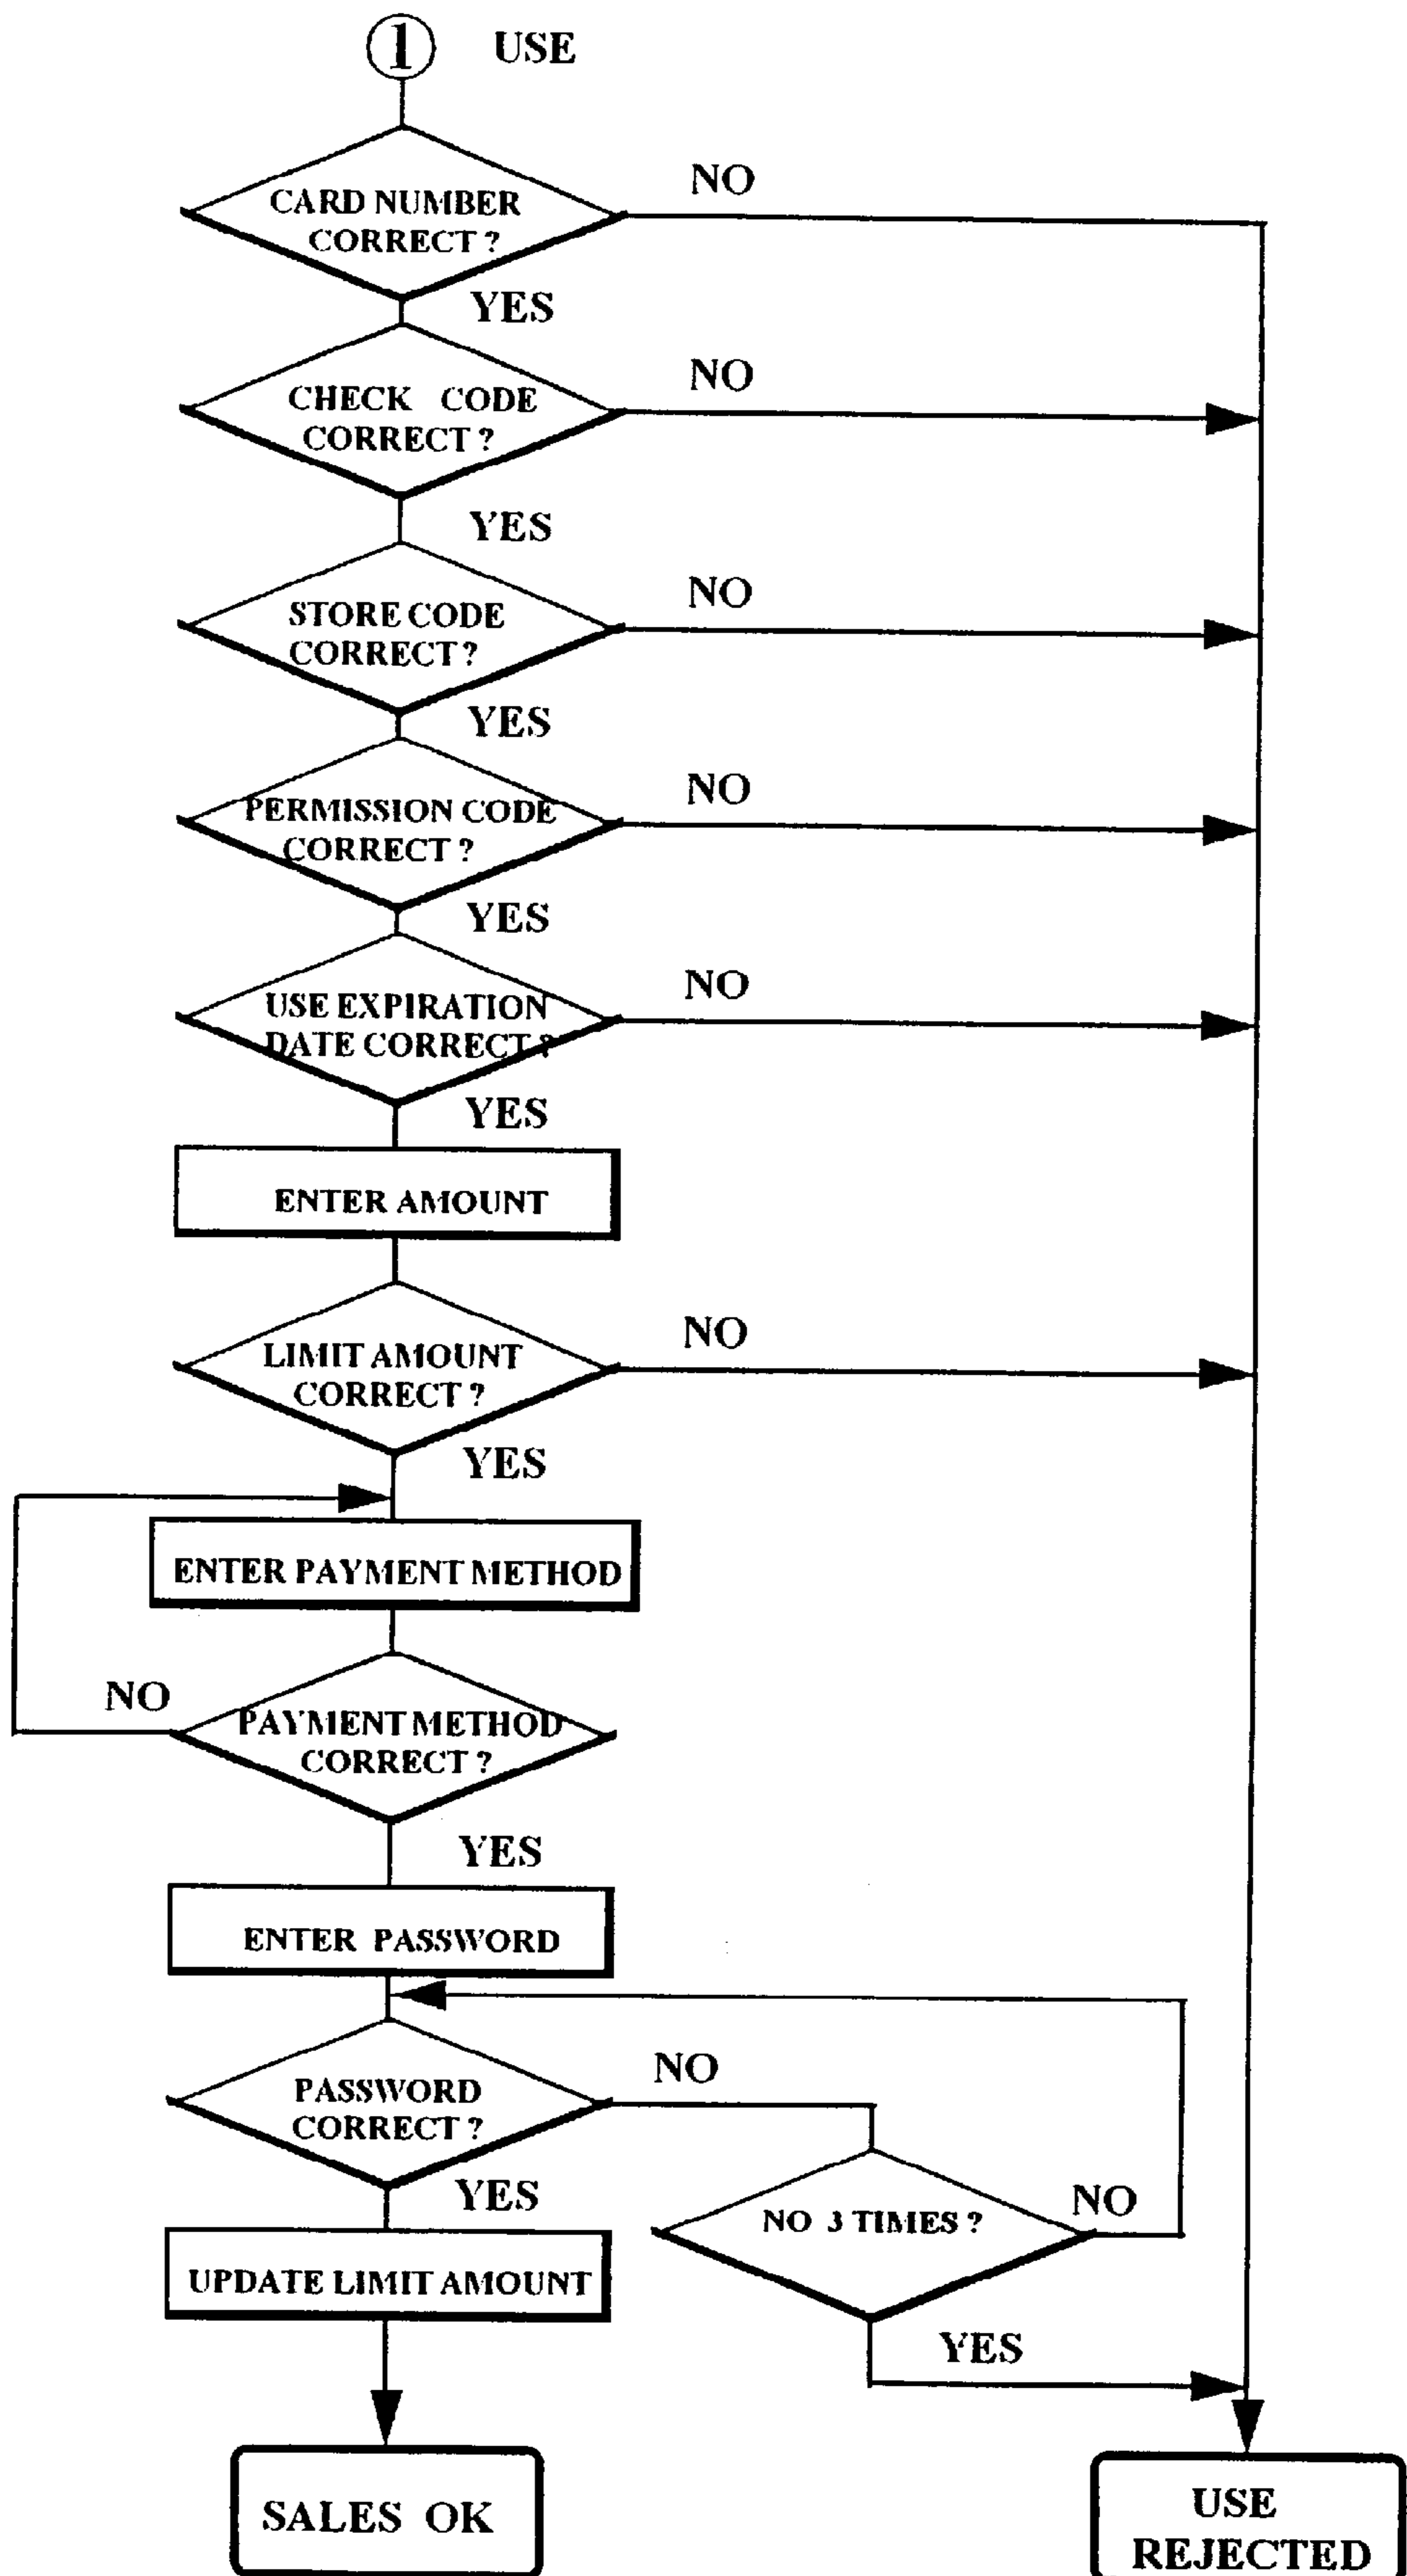 1 USE
CARD NUMBER
CORRECT ?
NO
YES
CHECK CODE
CORRECT ?
NO
YES
STORE CODE
CORRECT ?
NO
YES
PERMISSION CODE
CORRECT ?
NO
YES
USE EXPIRATION
DATE CORRECT ?
NO
YES
ENTER AMOUNT
LIMIT AMOUNT
CORRECT ?
NO
YES
ENTER PAYMENT METHOD
NO
PAYMENT METHOD
CORRECT ?
YES
ENTER PASSWORD
PASSWORD
CORRECT ?
NO
YES
NO 3 TIMES ?
NO
YES
UPDATE LIMIT AMOUNT
SALES OK
USE
REJECTED